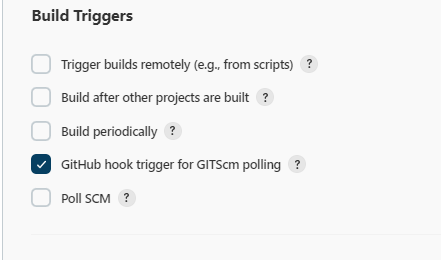 Build Triggers
Trigger builds remotely (e.g., from scripts) ?
Build after other projects are built ?
Build periodically ?
GitHub hook trigger for GITScm polling ?
Poll SCM ?